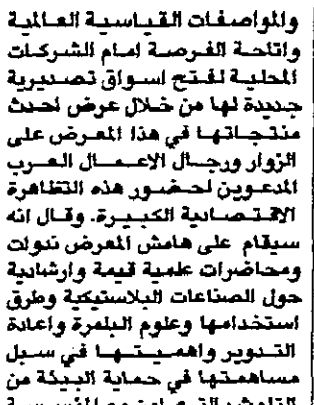 والمواصفات القياسية العالمية
واتاحة الفرصة امام الشركات
المحلية لفتح اسواق تصديرية
جديدة لها من خلال عرض احدث
منتجاتها في هذا المعرض على
الزوار ورجال الاعمال العرب
المدعوين لحضور هذه التظاهرة
الاقتصادية الكبيرة. وقال انه
سيقام على هامش المعرض ندوات
ومحاضرات علمية قيمة وارشادية
حول الصناعات البلاستيكية وطرق
استخدامها وعلوم البلمرة واعادة
التدوير واهميتها في سبل
مساهمتها في حماية البيئة من